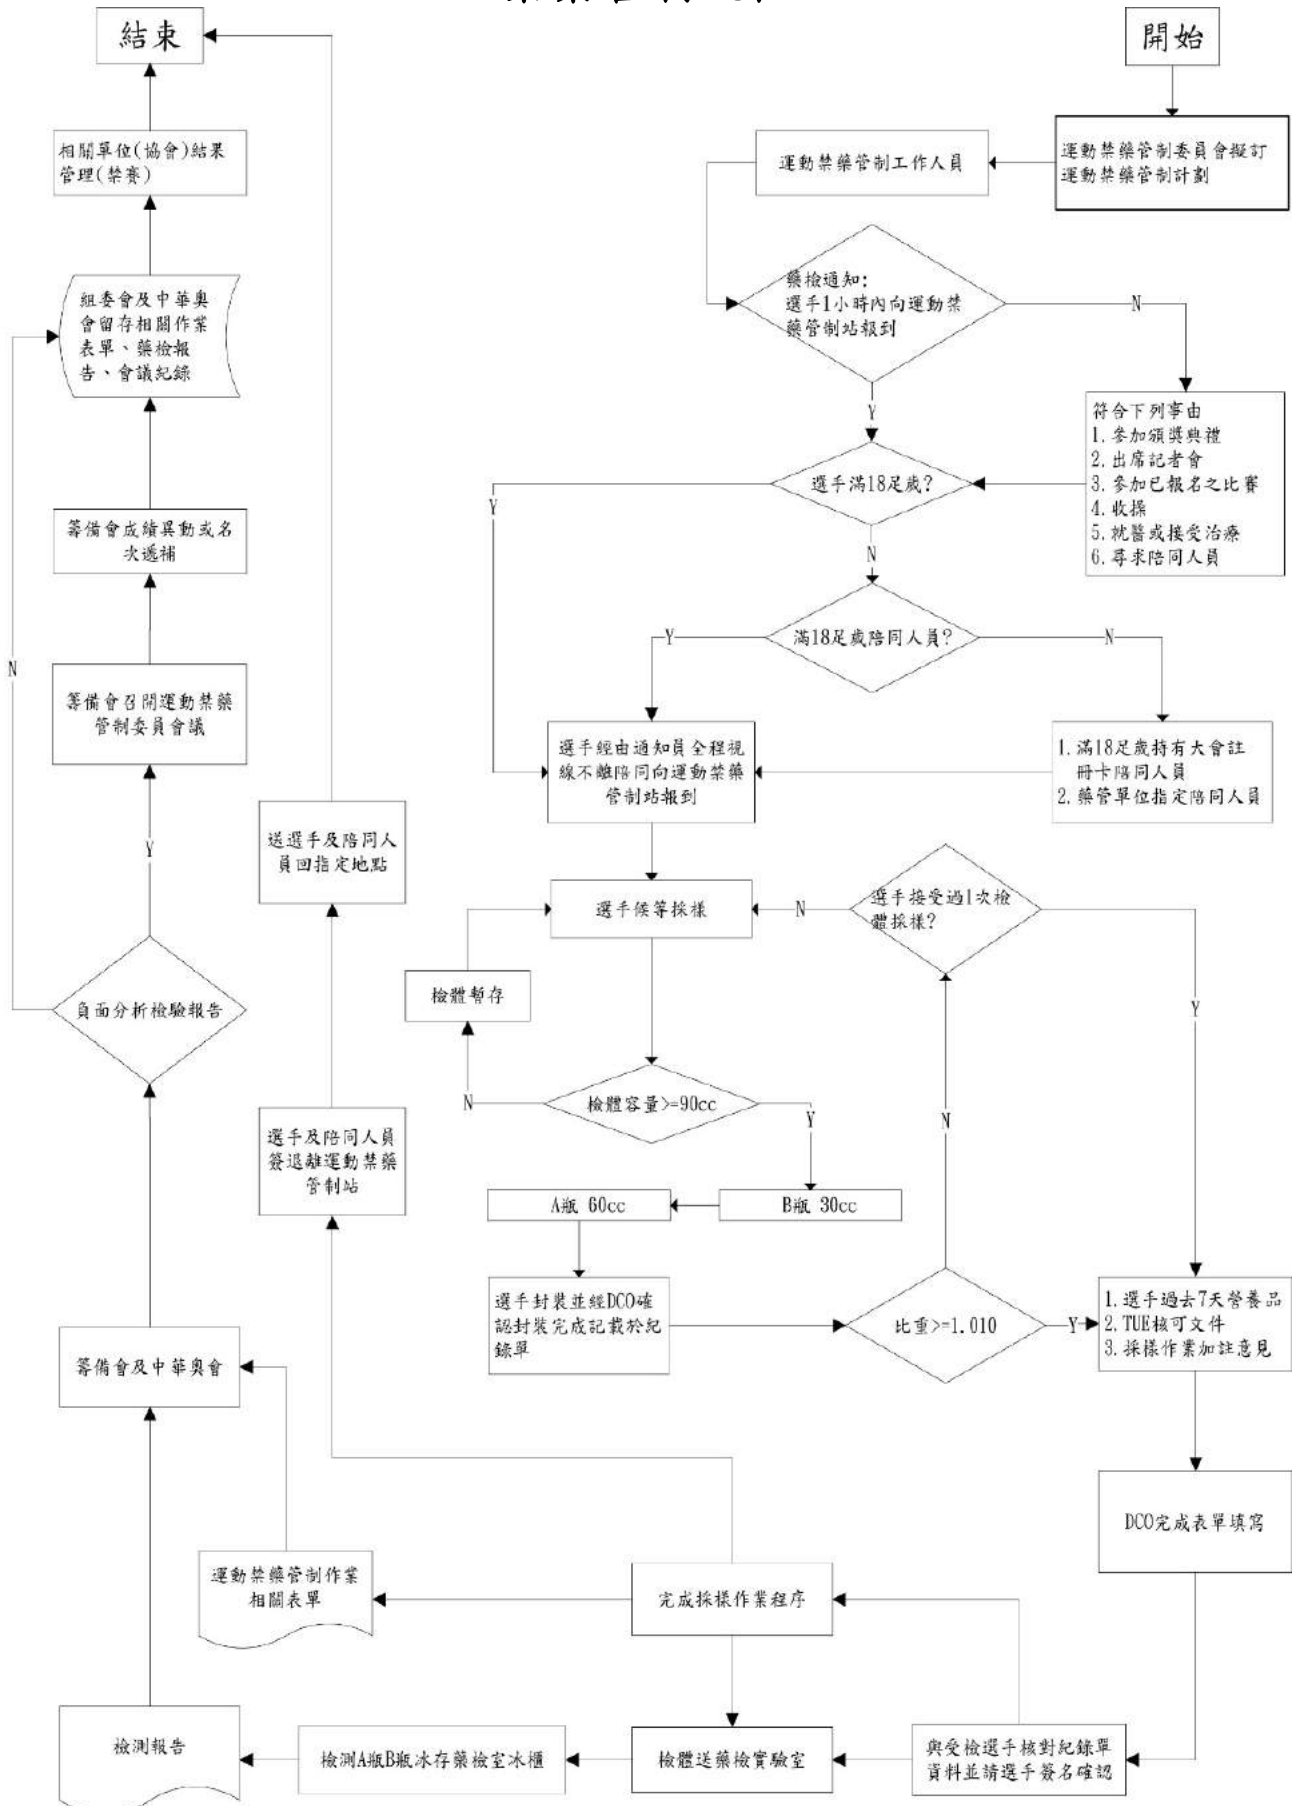 開始
運動禁藥管制委員會擬訂
運動禁藥管制計劃
運動禁藥管制工作人員
藥檢通知:
選手1小時內向運動禁
藥管制站報到
N
Y
符合下列事由
1.參加頒獎典禮
2.出席記者會
3.參加已報名之比賽
4.收操
5.就醫或接受治療
6.尋求陪同人員
選手滿18足歲?
Y
N
滿18足歲陪同人員?
Y
N
1.滿18足歲持有大會註
冊卡陪同人員
2.藥管單位指定陪同人員
選手經由通知員全程視
線不離陪同向運動禁藥
管制站報到
選手候等採樣
檢體暫存
檢體容量>=90cc
N
Y
B瓶 30cc
A瓶 60cc
選手封裝並經DCO確
認封裝完成記載於紀
錄單
比重>=1.010
N
Y
選手接受過1次檢
體採樣?
N
Y
1.選手過去7天營養品
2.TUE核可文件
3.採樣作業加註意見
DCO完成表單填寫
與受檢選手核對紀錄單
資料並請選手簽名確認
完成採樣作業程序
檢體送藥檢實驗室
檢測A瓶B瓶冰存藥檢室冰櫃
檢測報告
運動禁藥管制作業
相關表單
選手及陪同人員
簽退離運動禁藥
管制站
送選手及陪同人
員回指定地點
籌備會及中華奧會
負面分析檢驗報告
N
Y
籌備會召開運動禁藥
管制委員會議
籌備會成績異動或名
次遞補
組委會及中華奧
會留存相關作業
表單、藥檢報
告、會議紀錄
相關單位(協會)結果
管理(禁賽)
結束